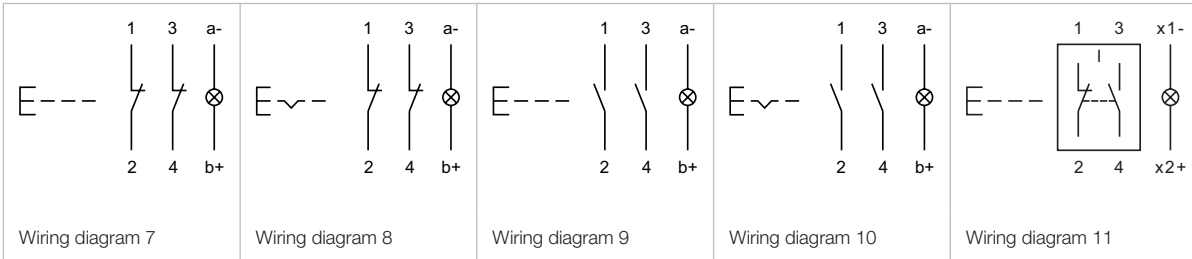 1 3 a- 1 3 a- 1 3 a- 1 3 a- 1 3 x1-
2 4 b+ 2 4 b+ 2 4 b+ 2 4 b+ 2 4 x2+
Wiring diagram 7 Wiring diagram 8 Wiring diagram 9 Wiring diagram 10 Wiring diagram 11